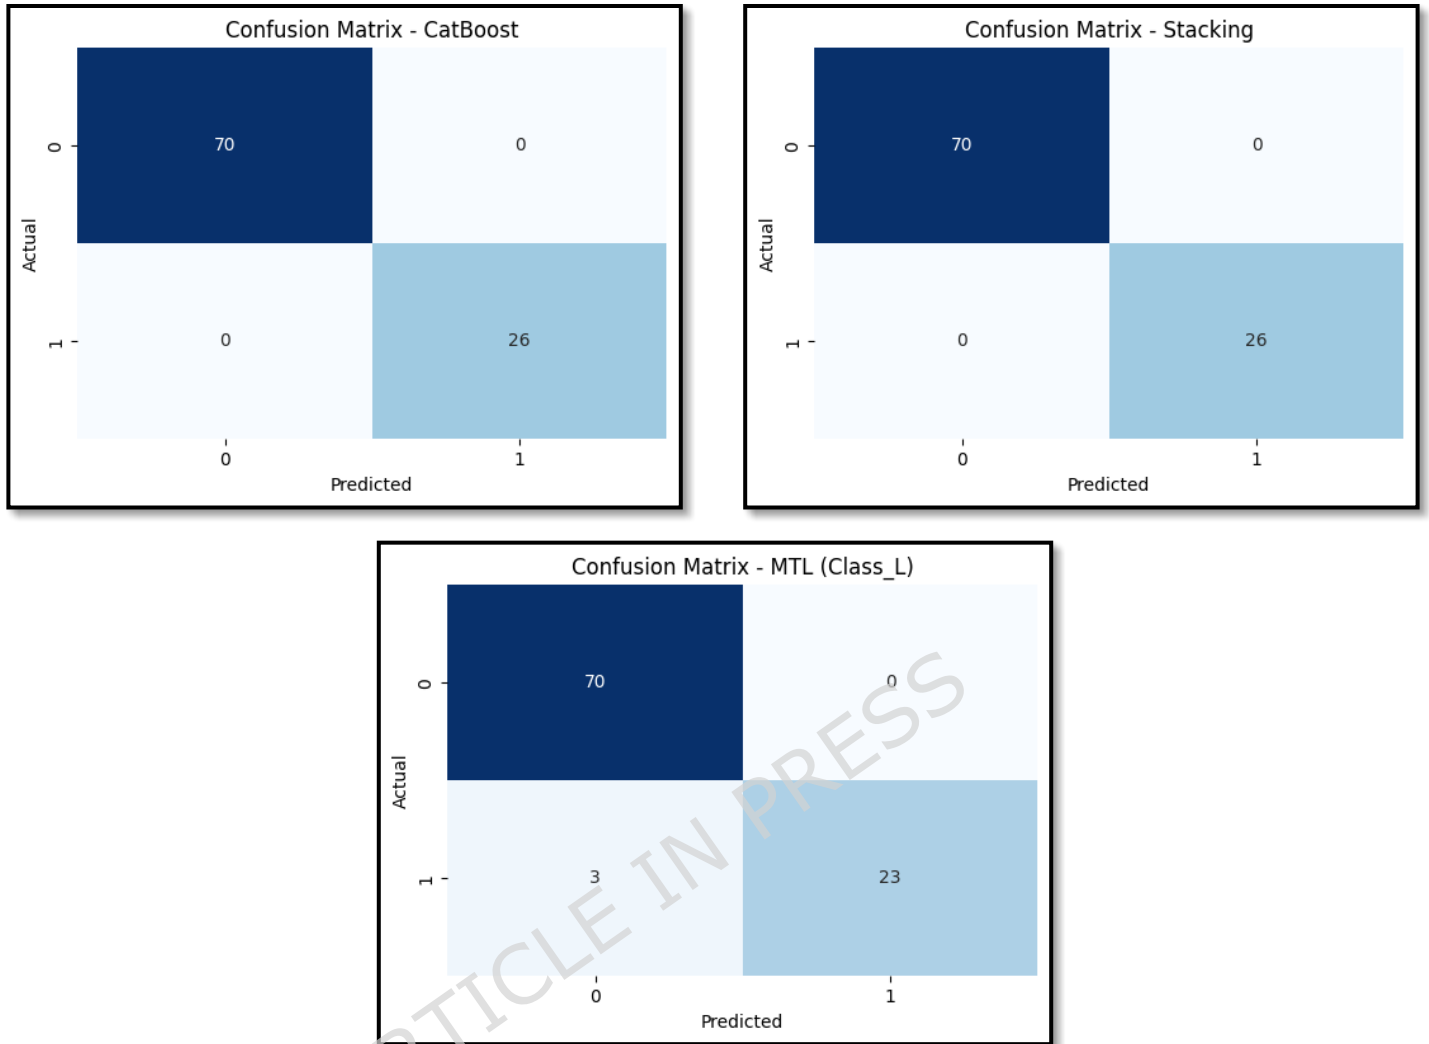 Confusion Matrix - CatBoost
0
70
0
Actual
1
0
26
0
1
Predicted
Confusion Matrix - Stacking
0
70
0
Actual
1
0
26
0
1
Predicted
Confusion Matrix - MTL (Class_L)
0
70
0
Actual
1
3
23
0
1
Predicted
RTICLE IN PRESS